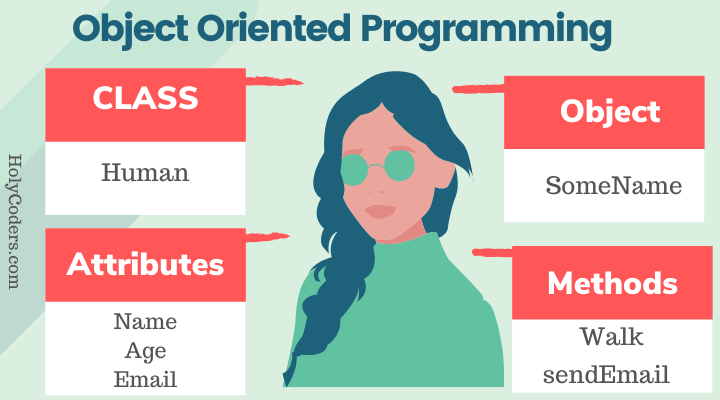 Object Oriented Programming
CLASS
Human
Object
SomeName
Attributes
Name
Age
Email
Methods
Walk
sendEmail
HolyCoders.com